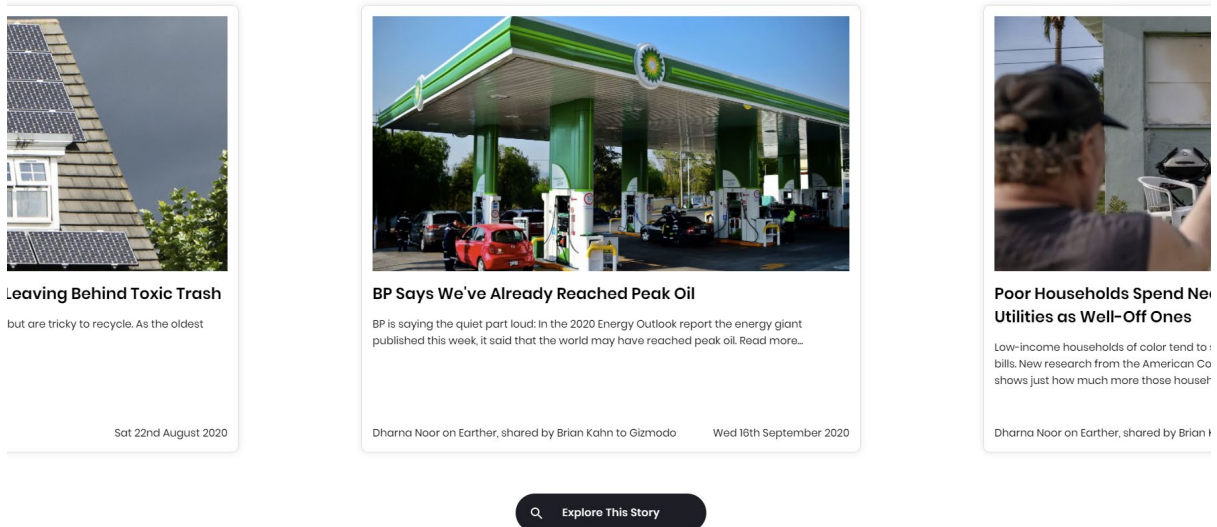 Leaving Behind Toxic Trash
but are tricky to recycle. As the oldest
Sat 22nd August 2020
BP Says We've Already Reached Peak Oil
BP is saying the quiet part loud: In the 2020 Energy Outlook report the energy giant
published this week, it said that the world may have reached peak oil. Read more...
Dharna Noor on Earther, shared by Brian Kahn to Gizmodo
Wed 16th September 2020
Poor Households Spend
Utilities as Well-Off Ones
Low-income households of color tend to
bills. New research from the American
shows just how much more those
Dharna Noor on Earther, shared by Brian
Explore This Story